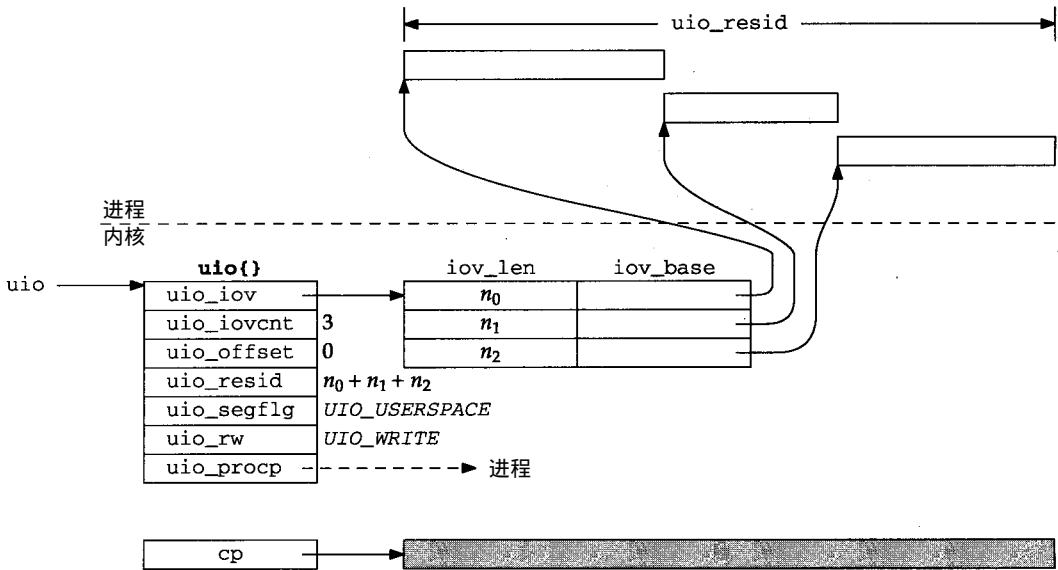 uio_resid
进程
内核
uio
uio{}
iov_len iov_base
uio_iov n₀
uio_iovcnt 3 n₁
uio_offset 0 n₂
uio_resid n₀ + n₁ + n₂
uio_segflg UIO_USERSPACE
uio_rw UIO_WRITE
uio_procp 进程
cp